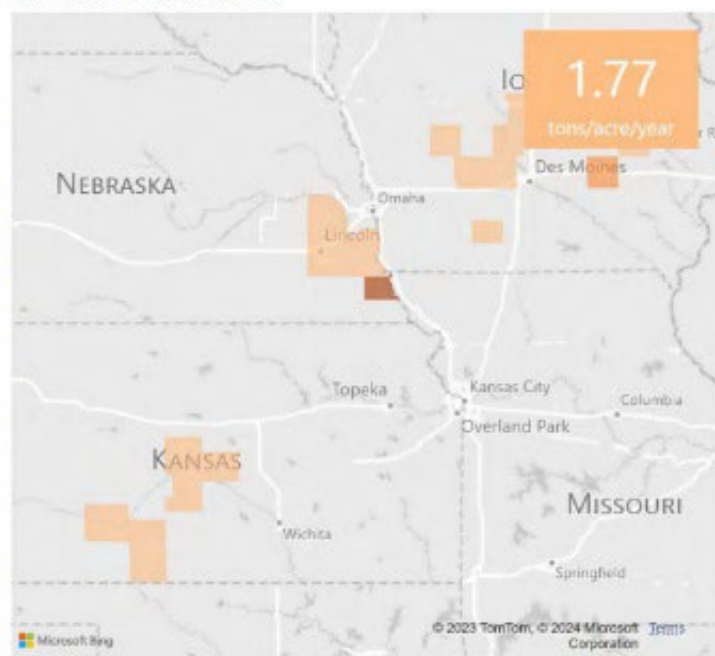 1.77
tons/acre/year
Des Moines
NEBRASKA
Omaha
Lincoln
Topeka
Kansas City
Columbia
Overland Park
KANSAS
MISSOURI
Wichita
Springfield
Microsoft Bing
© 2023 TomTom, © 2024 Microsoft Terms
Corporation